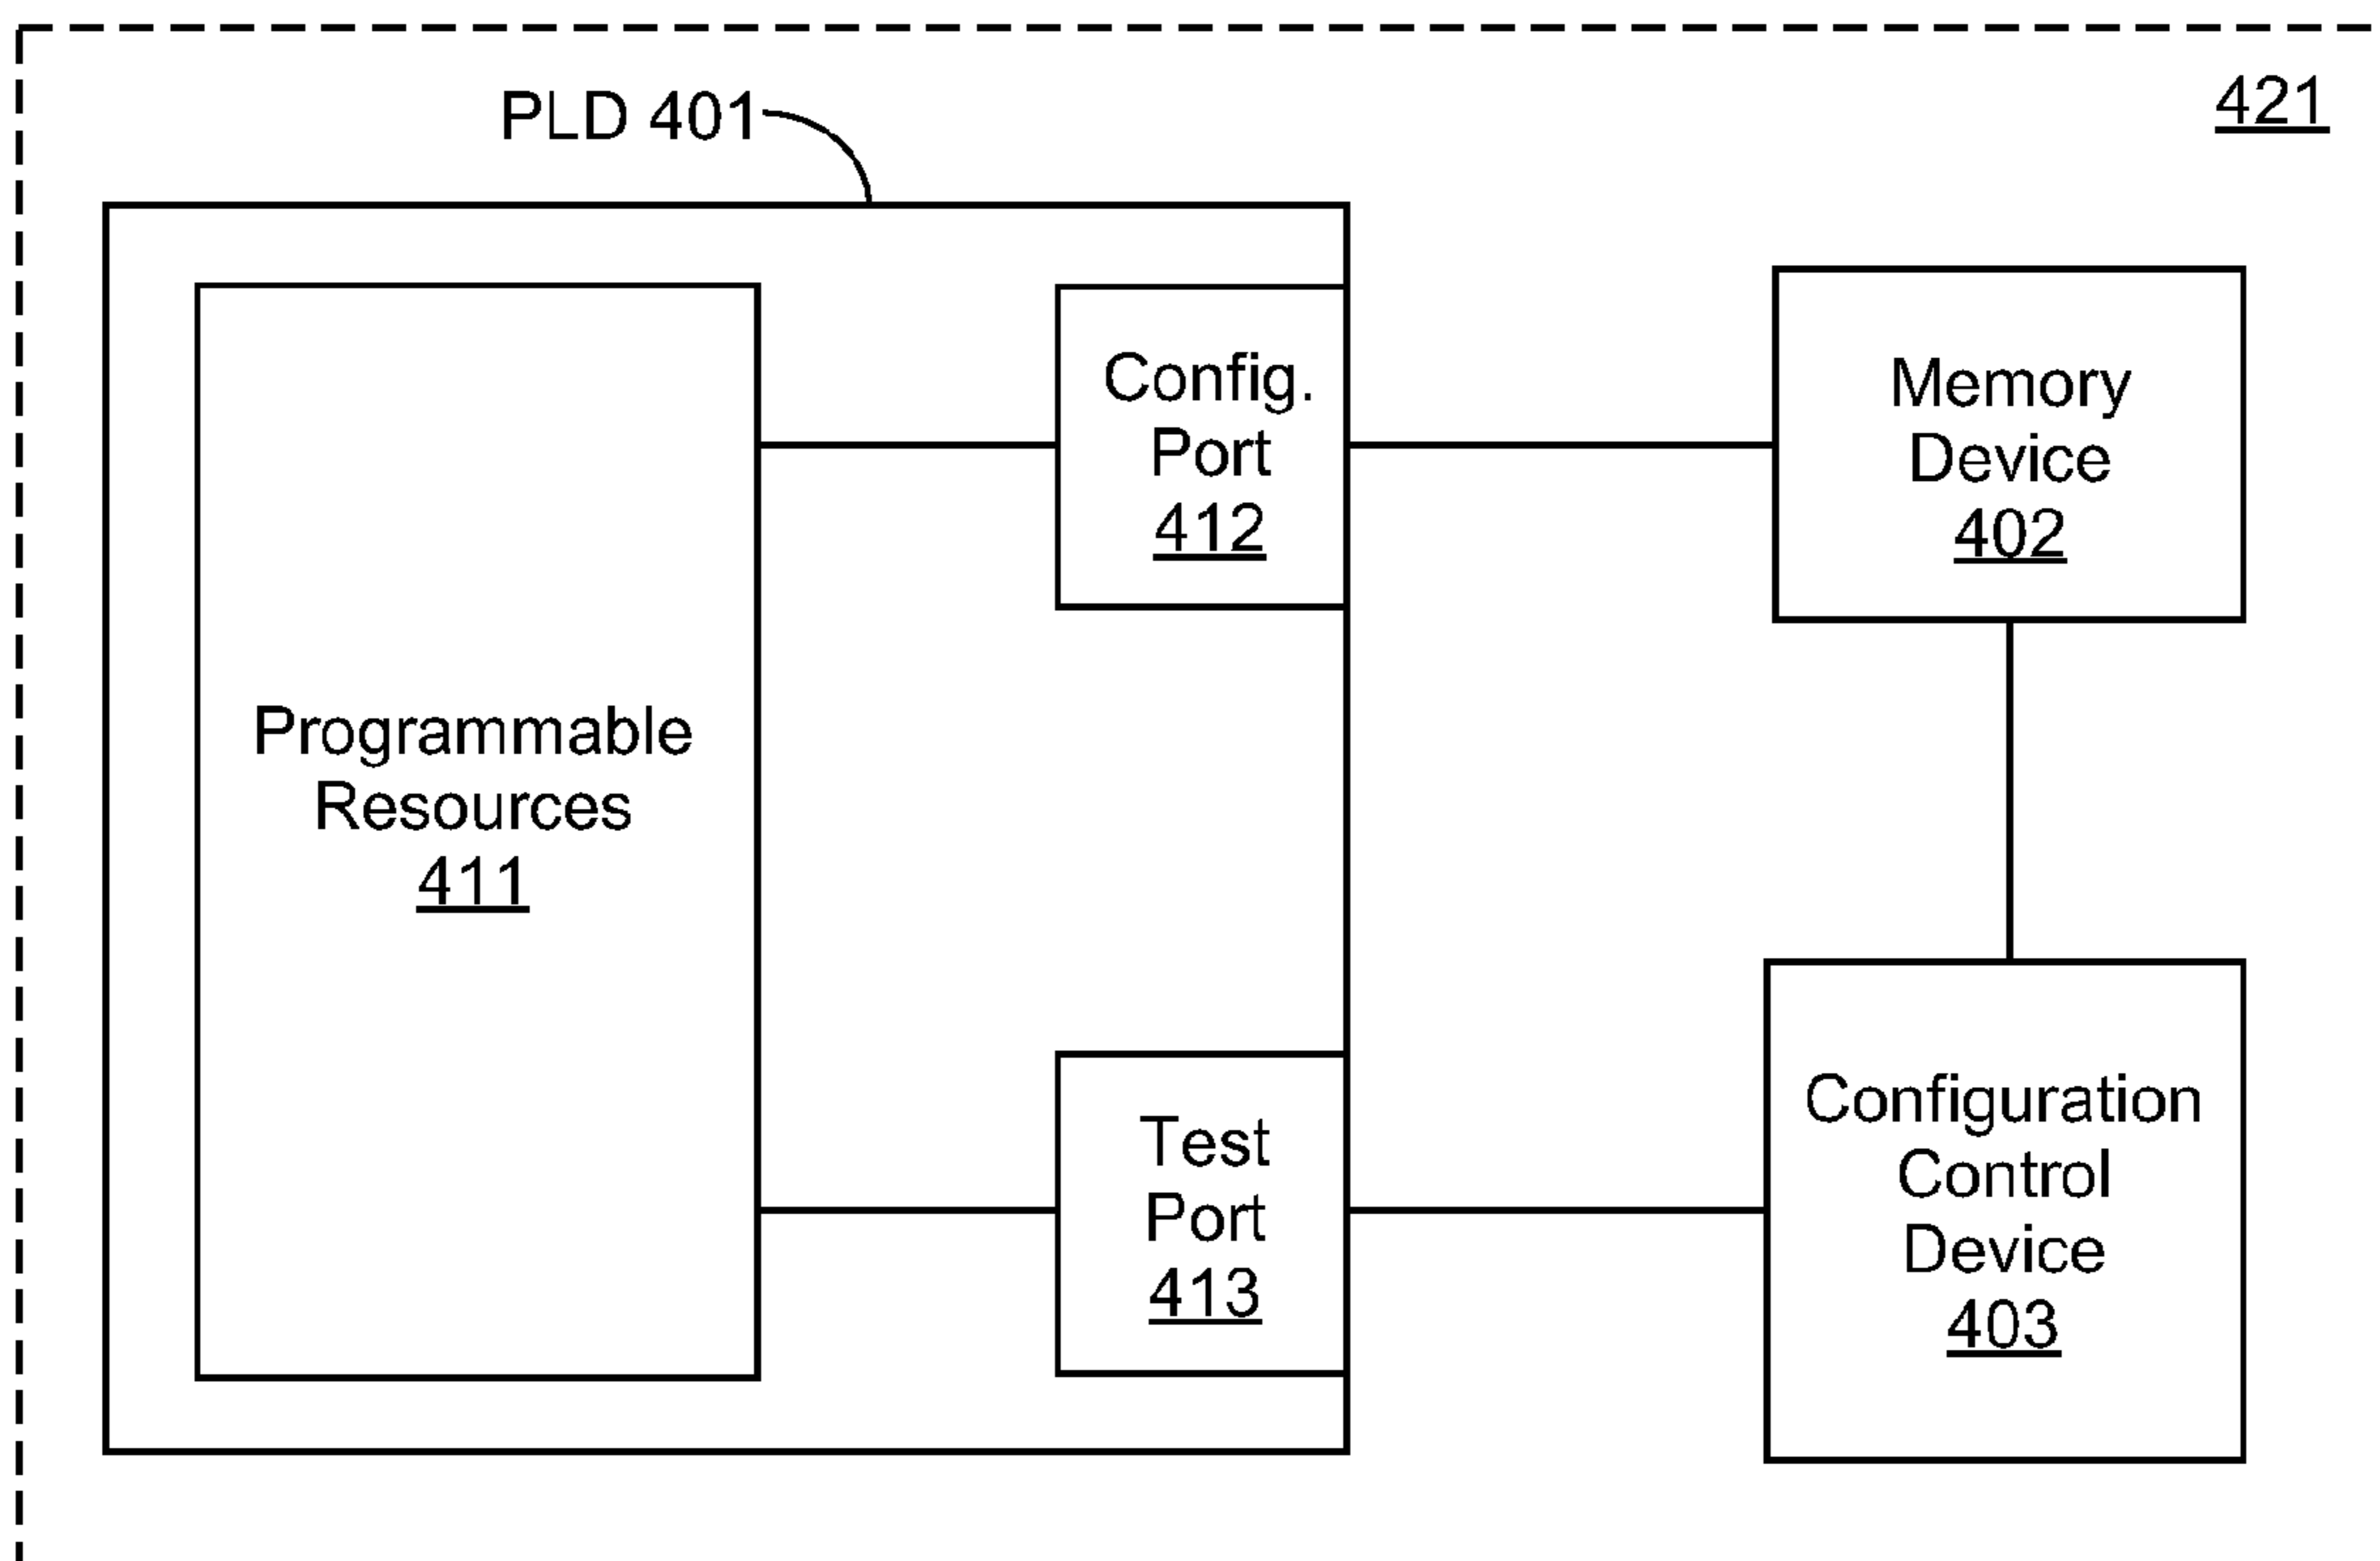 421
PLD 401
Config.
Port
412
Memory
Device
402
Programmable
Resources
411
Test
Port
413
Configuration
Control
Device
403